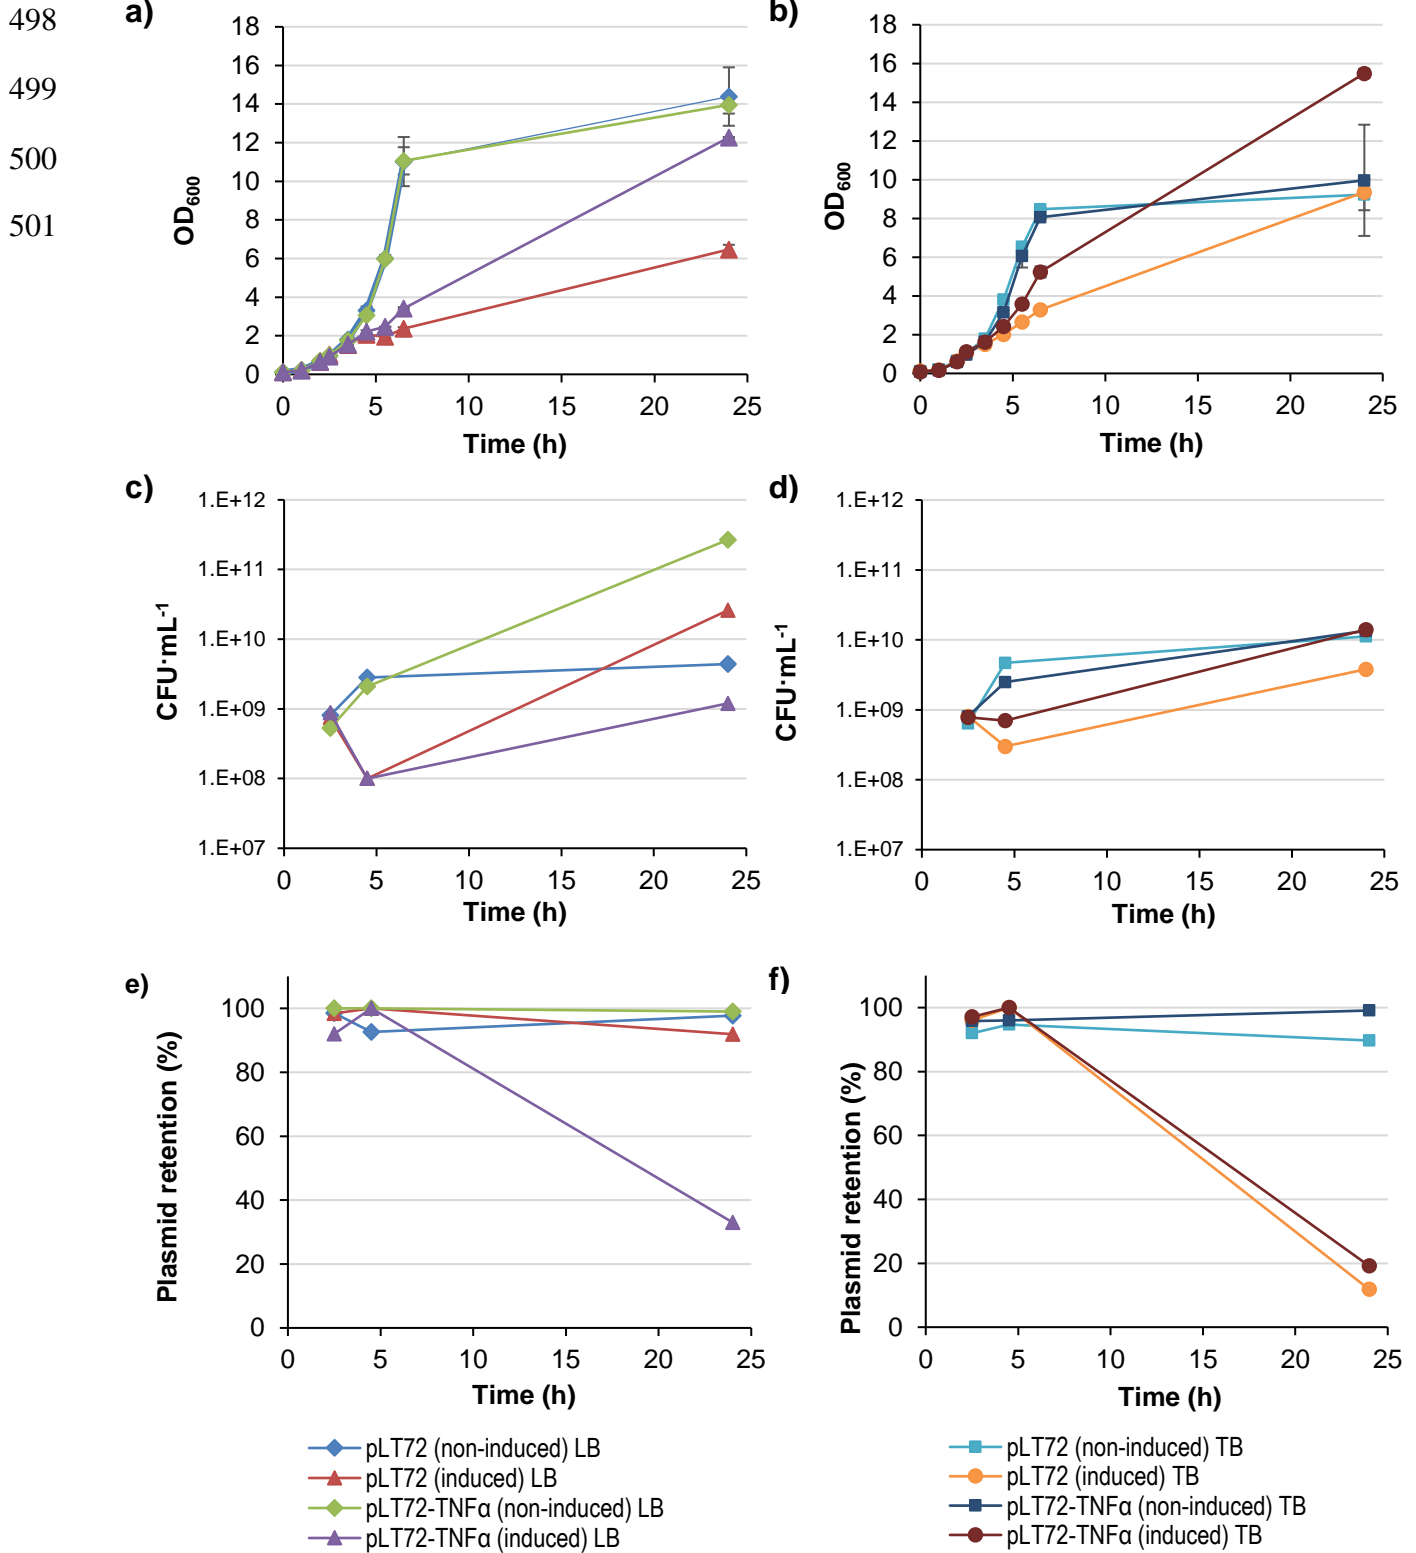 498
499
500
501
a)
18
16
14
12
10
8
6
4
2
0
OD600
0 5 10 15 20 25
Time (h)
b)
18
16
14
12
10
8
6
4
2
0
OD600
0 5 10 15 20 25
Time (h)
c)
1.E+12
1.E+11
1.E+10
1.E+09
1.E+08
1.E+07
CFU·mL-1
0 5 10 15 20 25
Time (h)
d)
1.E+12
1.E+11
1.E+10
1.E+09
1.E+08
1.E+07
CFU·mL-1
0 5 10 15 20 25
Time (h)
e)
100
80
60
40
20
0
Plasmid retention (%)
0 5 10 15 20 25
Time (h)
f)
100
80
60
40
20
0
Plasmid retention (%)
0 5 10 15 20 25
Time (h)
pLT72 (non-induced) LB
pLT72 (induced) LB
pLT72-TNFα (non-induced) LB
pLT72-TNFα (induced) LB
pLT72 (non-induced) TB
pLT72 (induced) TB
pLT72-TNFα (non-induced) TB
pLT72-TNFα (induced) TB